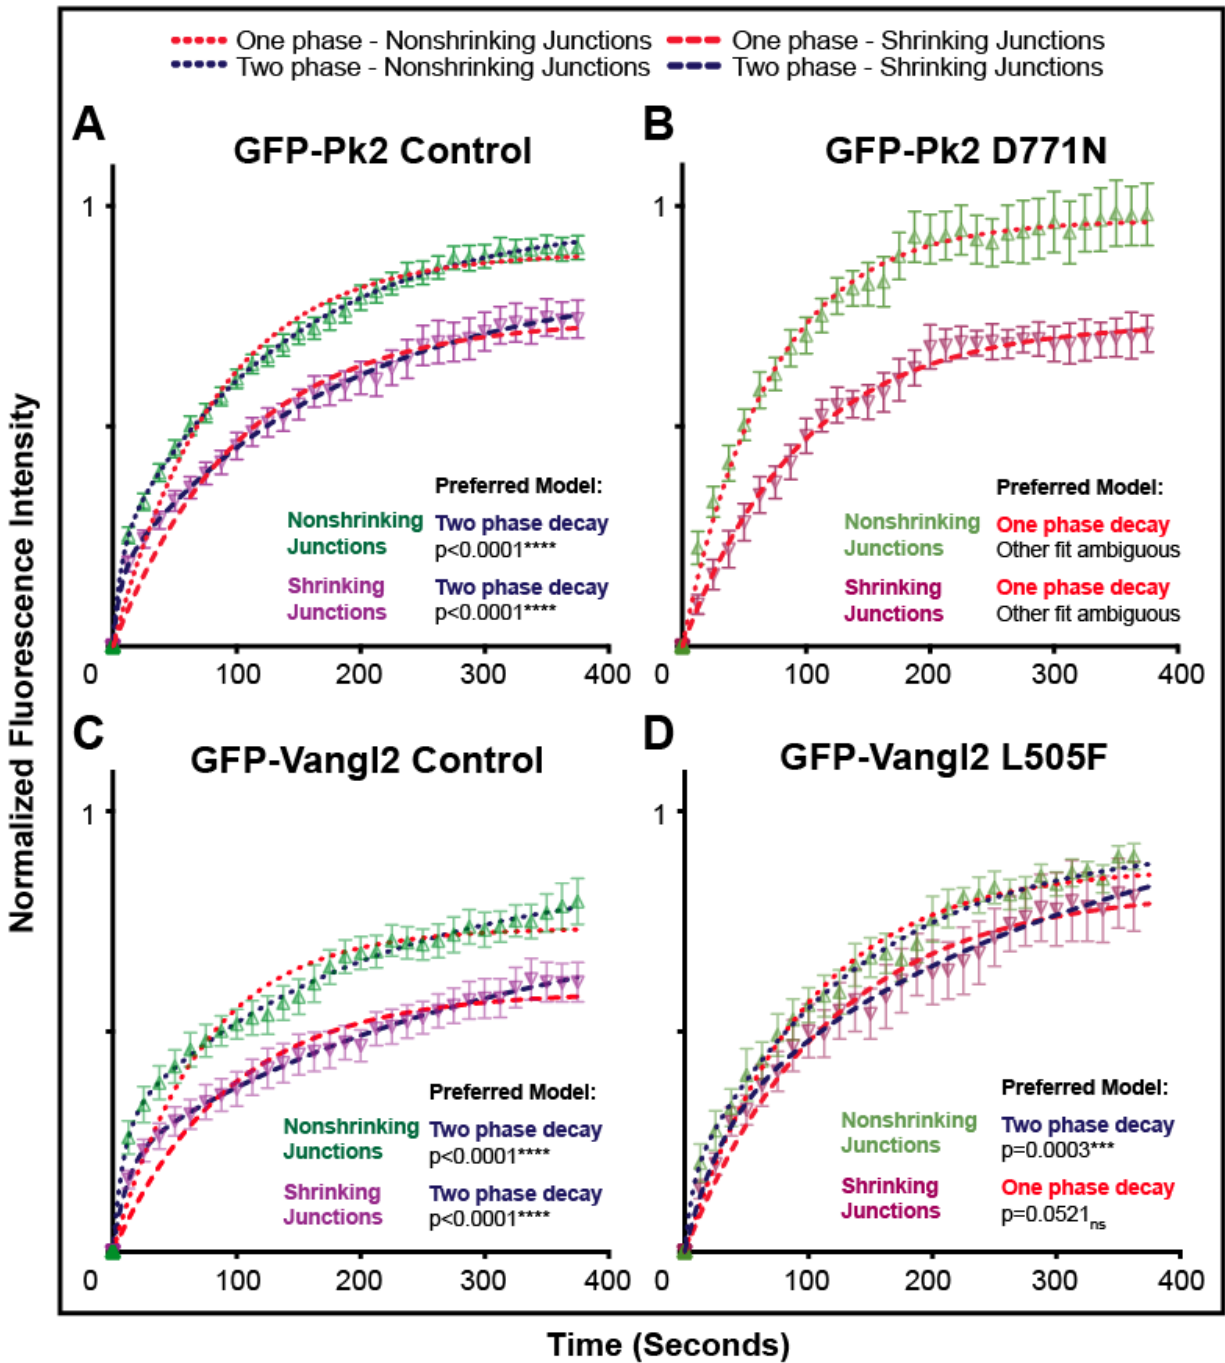 One phase - Nonshrinking Junctions
One phase - Shrinking Junctions
Two phase - Nonshrinking Junctions
Two phase - Shrinking Junctions
Normalized Fluorescence Intensity
A
GFP-Pk2 Control
1
Preferred Model:
Nonshrinking Two phase decay
Junctions p<0.0001****
Shrinking Two phase decay
Junctions p<0.0001****
0 100 200 300 400
B
GFP-Pk2 D771N
1
Preferred Model:
Nonshrinking One phase decay
Junctions Other fit ambiguous
Shrinking One phase decay
Junctions Other fit ambiguous
0 100 200 300 400
C
GFP-Vangl2 Control
1
Preferred Model:
Nonshrinking Two phase decay
Junctions p<0.0001****
Shrinking Two phase decay
Junctions p<0.0001****
0 100 200 300 400
D
GFP-Vangl2 L505F
1
Preferred Model:
Nonshrinking Two phase decay
Junctions p=0.0003***
Shrinking One phase decay
Junctions p=0.0521ns
0 100 200 300 400
Time (Seconds)